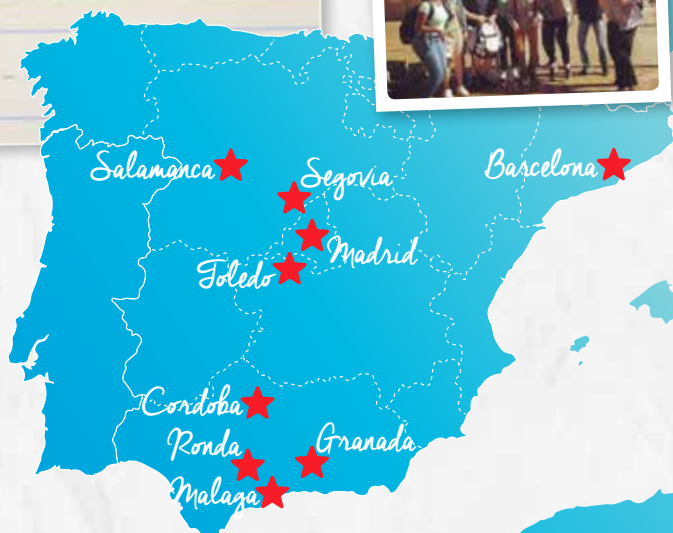 Salamanca
Segovia
Barcelona
Madrid
Toledo
Cordoba
Ronda
Granada
Malaga